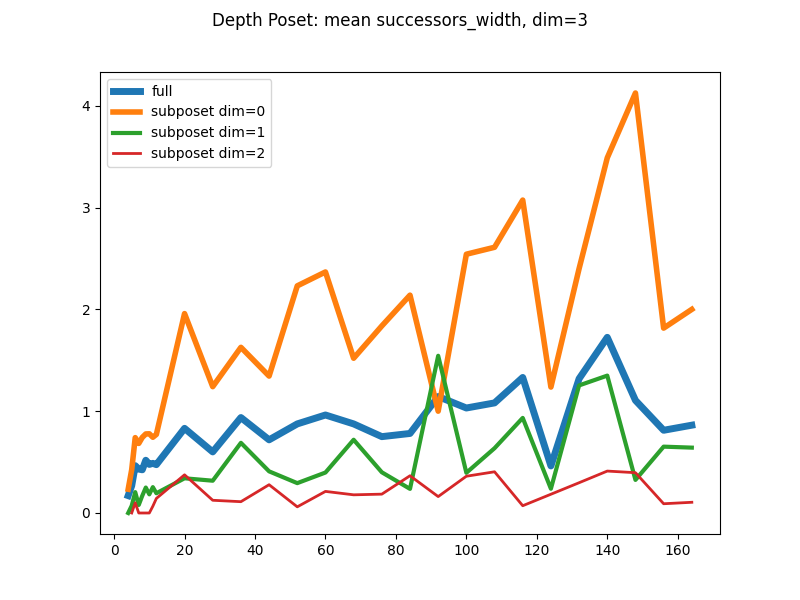 Depth Poset: mean successors_width, dim=3
full
subposet dim=0
subposet dim=1
subposet dim=2
4
3
2
1
0
0 20 40 60 80 100 120 140 160